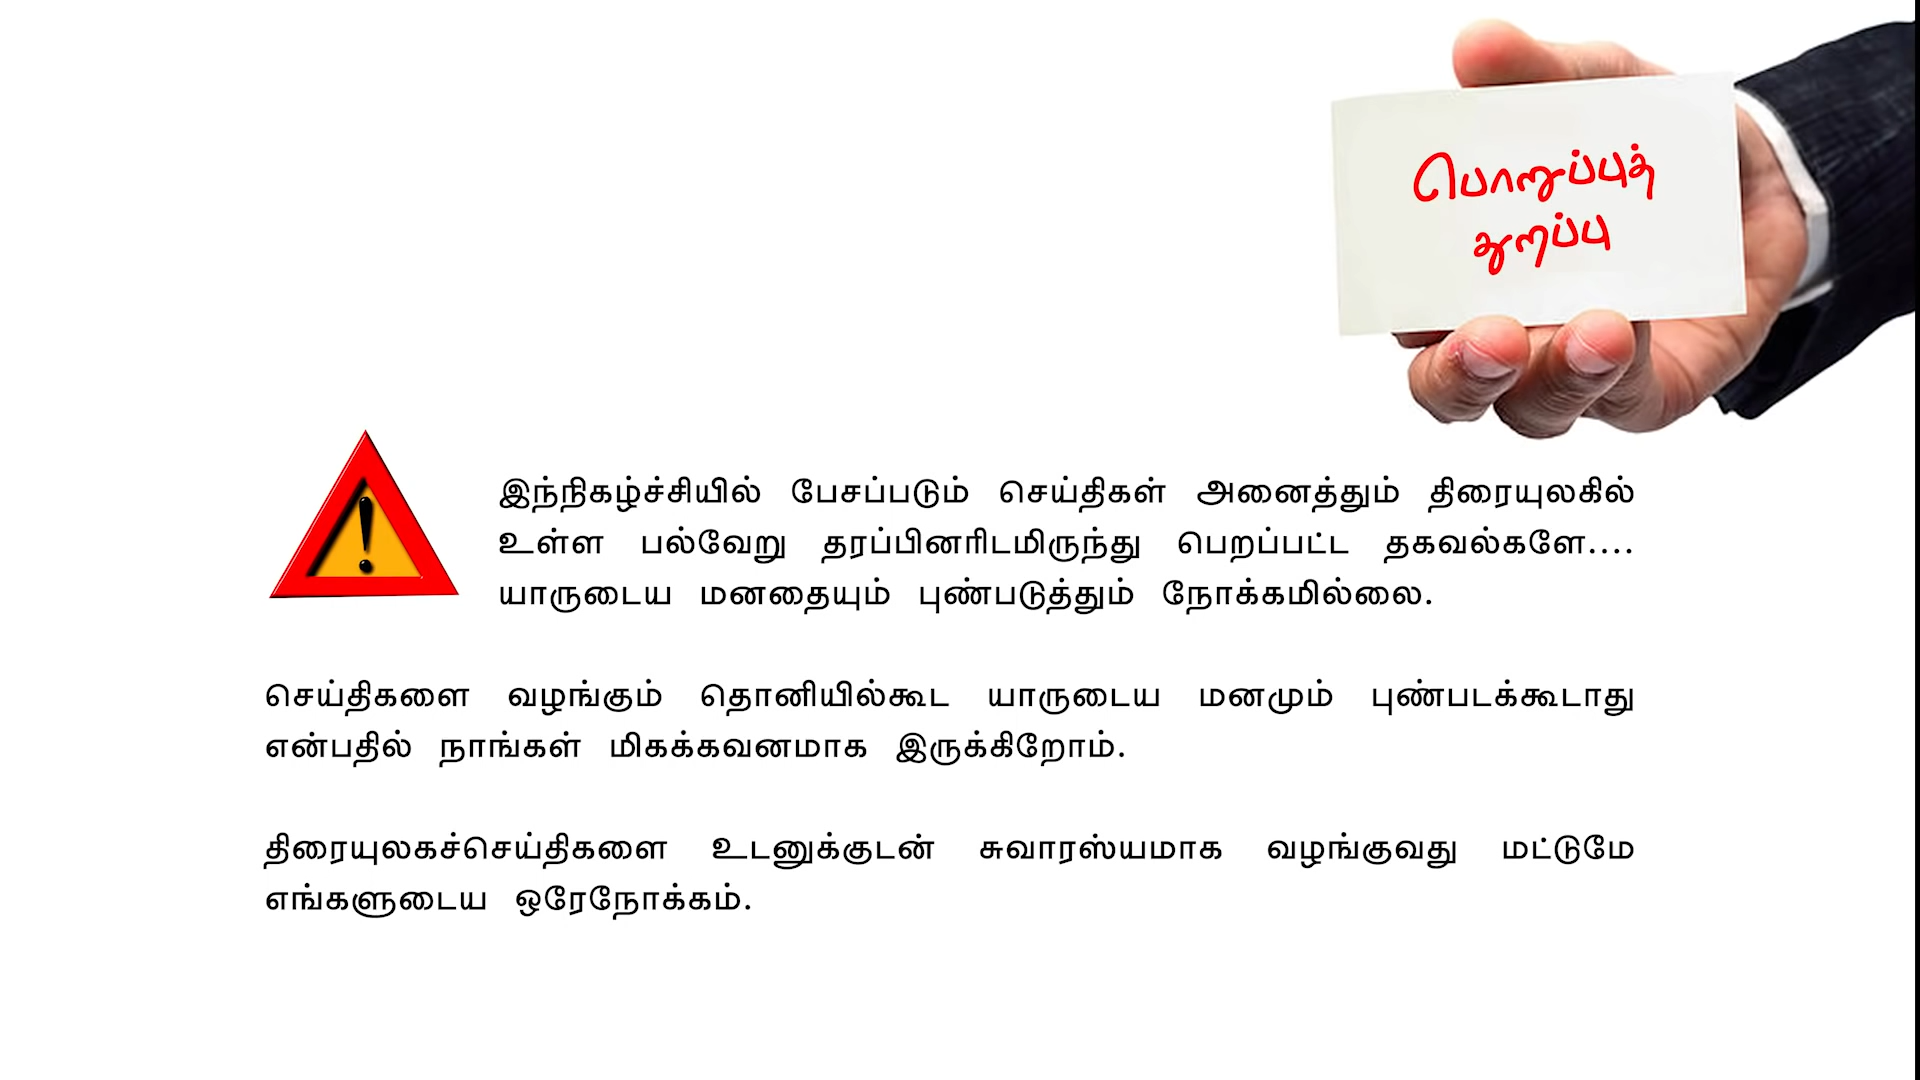 பொறுப்புத்
துறப்பு
இந்நிகழ்ச்சியில் பேசப்படும் செய்திகள் அனைத்தும் திரையுலகில்
உள்ள பல்வேறு தரப்பினரிடமிருந்து பெறப்பட்ட தகவல்களே....
யாருடைய மனதையும் புண்படுத்தும் நோக்கமில்லை.
செய்திகளை வழங்கும் தொனியில்கூட யாருடைய மனமும் புண்படக்கூடாது
என்பதில் நாங்கள் மிகக்கவனமாக இருக்கிறோம்.
திரையுலகச்செய்திகளை உடனுக்குடன் சுவாரஸ்யமாக வழங்குவது மட்டுமே
எங்களுடைய ஒரேநோக்கம்.